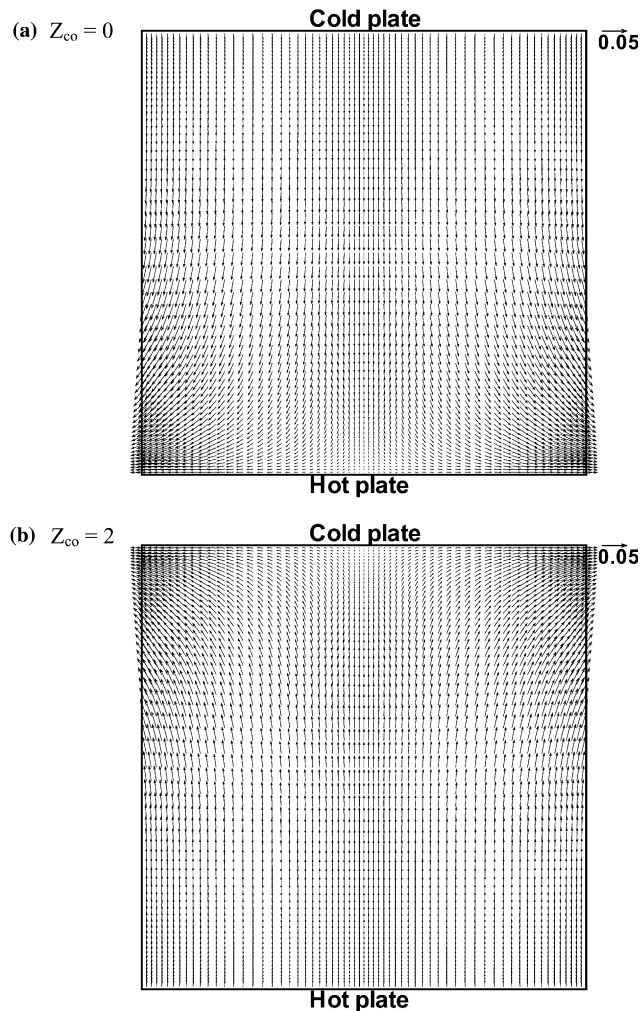 Cold plate
(a) Z_co = 0
0.05
Hot plate
(b) Z_co = 2
Cold plate
0.05
Hot plate